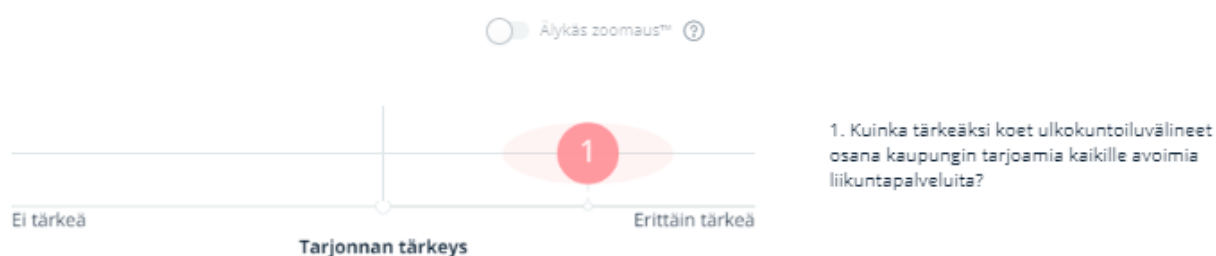 Älykäs zoomaus™ ?
1
1. Kuinka tärkeäksi koet ulkokuntoiluvälineet
osana kaupungin tarjoamia kaikille avoimia
liikuntapalveluita?
Ei tärkeä
Erittäin tärkeä
Tarjonnan tärkeys